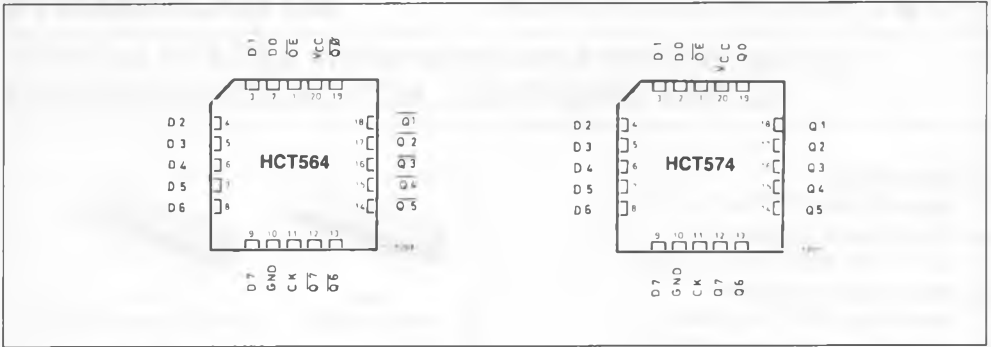 D1 D0 OE VCC Q0
3 2 1 20 19
D2 4 18 Q1
D3 5 17 Q2
D4 6 HCT564 16 Q3
D5 7 15 Q4
D6 8 14 Q5
9 10 11 12 13
D7 GND CK Q7 Q6
D1 D0 OE VCC Q0
3 2 1 20 19
D2 4 18 Q1
D3 5 17 Q2
D4 6 HCT574 16 Q3
D5 7 15 Q4
D6 8 14 Q5
9 10 11 12 13
D7 GND CK Q7 Q6